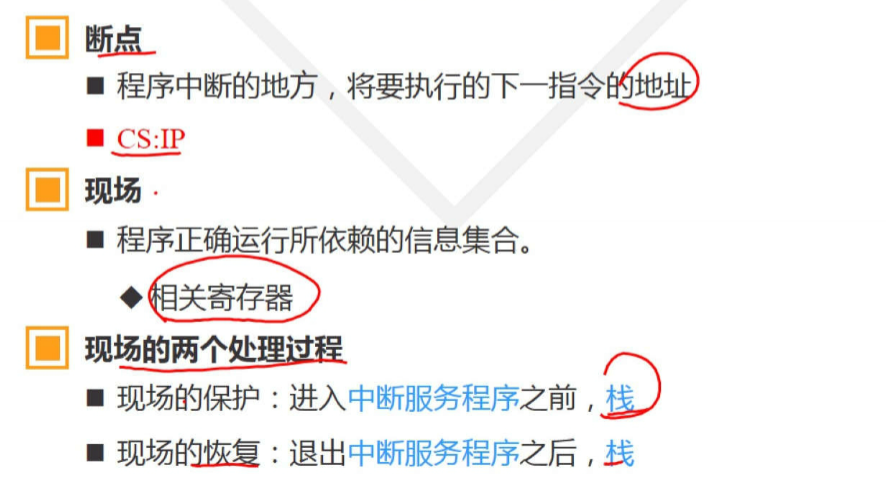 断点
程序中断的地方，将要执行的下一指令的地址
CS:IP
现场
程序正确运行所依赖的信息集合。
相关寄存器
现场的两个处理过程
现场的保护：进入中断服务程序之前，栈
现场的恢复：退出中断服务程序之后，栈